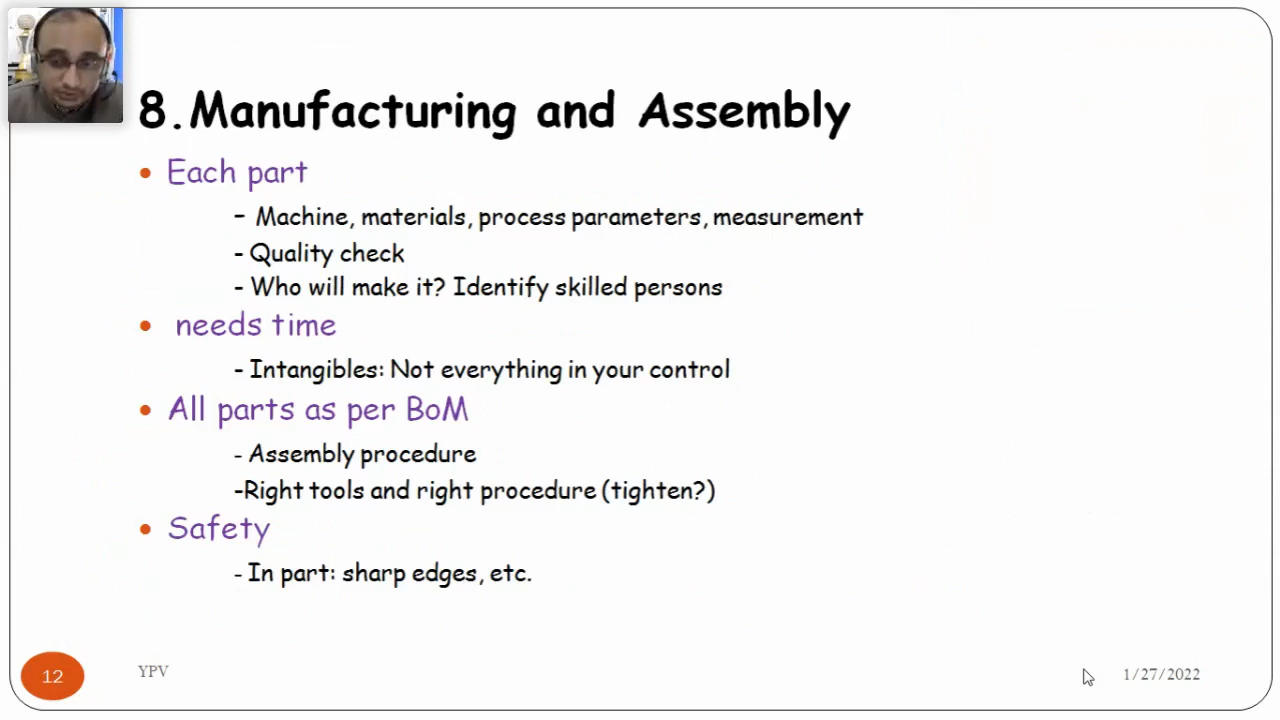 8.Manufacturing and Assembly
• Each part
- Machine, materials, process parameters, measurement
- Quality check
- Who will make it? Identify skilled persons
• needs time
- Intangibles: Not everything in your control
• All parts as per BoM
- Assembly procedure
-Right tools and right procedure (tighten?)
• Safety
- In part: sharp edges, etc.
12
YPV
1/27/2022